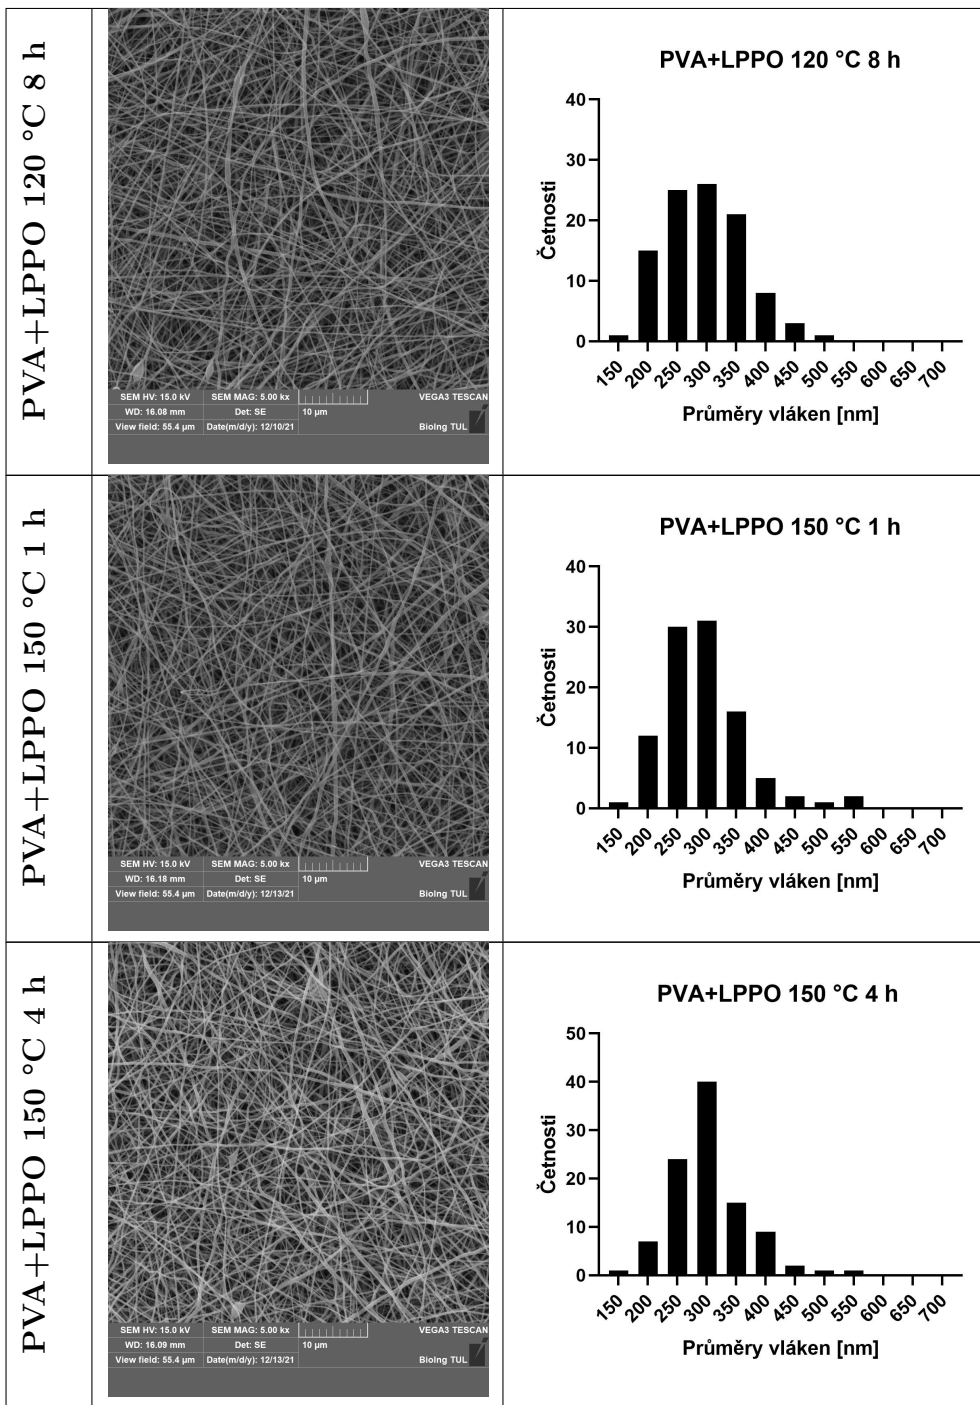 PVA+LPPO 120 °C 8 h
SEM HV: 15.0 kV SEM MAG: 5.00 kx VEGA3 TESCAN
WD: 16.08 mm Det: SE 10 µm
View field: 55.4 µm Date(m/d/y): 12/10/21 BioIng TUL
PVA+LPPO 120 °C 8 h
40
30
20
10
0
Četnosti
150 200 250 300 350 400 450 500 550 600 650 700
Průměry vláken [nm]
PVA+LPPO 150 °C 1 h
SEM HV: 15.0 kV SEM MAG: 5.00 kx VEGA3 TESCAN
WD: 16.18 mm Det: SE 10 µm
View field: 55.4 µm Date(m/d/y): 12/13/21 BioIng TUL
PVA+LPPO 150 °C 1 h
40
30
20
10
0
Četnosti
150 200 250 300 350 400 450 500 550 600 650 700
Průměry vláken [nm]
PVA+LPPO 150 °C 4 h
SEM HV: 15.0 kV SEM MAG: 5.00 kx VEGA3 TESCAN
WD: 16.09 mm Det: SE 10 µm
View field: 55.4 µm Date(m/d/y): 12/13/21 BioIng TUL
PVA+LPPO 150 °C 4 h
50
40
30
20
10
0
Četnosti
150 200 250 300 350 400 450 500 550 600 650 700
Průměry vláken [nm]